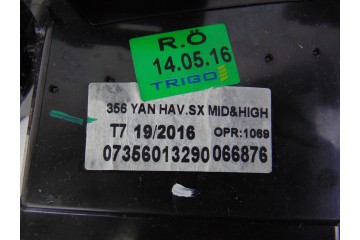 R.Ö
14.05.16
TRIGO
356 YAN HAV.SX MID&HIGH
T7 19/2016 OPR:1069
07356013290 066876